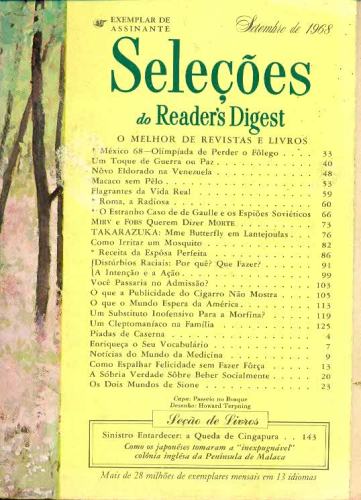 EXEMPLAR DE
ASSINANTE
Setembro de 1968
Seleções
do Reader's Digest
O MELHOR DE REVISTAS E LIVROS
* México 68—Olimpíada de Perder o Fôlego . . . . 33
Um Toque de Guerra ou Paz . . . . 40
Nôvo Eldorado na Venezuela . . . . 48
Macaco sem Pêlo . . . . 53
Flagrantes da Vida Real . . . . 59
* Roma, a Radiosa . . . . 60
* O Estranho Caso de de Gaulle e os Espiões Soviéticos 66
MIRV e FOBS Querem Dizer MORTE . . . . 73
TAKARAZUKA: Mme Butterfly em Lantejoulas . . 76
Como Irritar um Mosquito . . . . 82
* Receita da Espôsa Perfeita . . . . 86
[Distúrbios Raciais: Por quê? Que Fazer? . . . . 91
[A Intenção e a Ação . . . . 99
Você Passaria no Admissão? . . . . 103
O que a Publicidade do Cigarro Não Mostra . . . . 105
O que o Mundo Espera da América . . . . 113
Um Substituto Inofensivo Para a Morfina? . . . . 119
Um Cleptomaníaco na Família . . . . 125
Piadas de Caserna . . . . 4
Enriqueça o Seu Vocabulário . . . . 7
Notícias do Mundo da Medicina . . . . 9
Como Espalhar Felicidade sem Fazer Fôrça . . . . 13
A Sóbria Verdade Sôbre Beber Socialmente . . . . 20
Os Dois Mundos de Sione . . . . 23
Capa: Passeio no Bosque
Desenho: Howard Terpning
Seção de Livros
Sinistro Entardecer: a Queda de Cingapura . . 143
Como os japonêses tomaram a "inexpugnável"
colônia inglêsa da Península de Malaca
Mais de 28 milhões de exemplares mensais em 13 idiomas